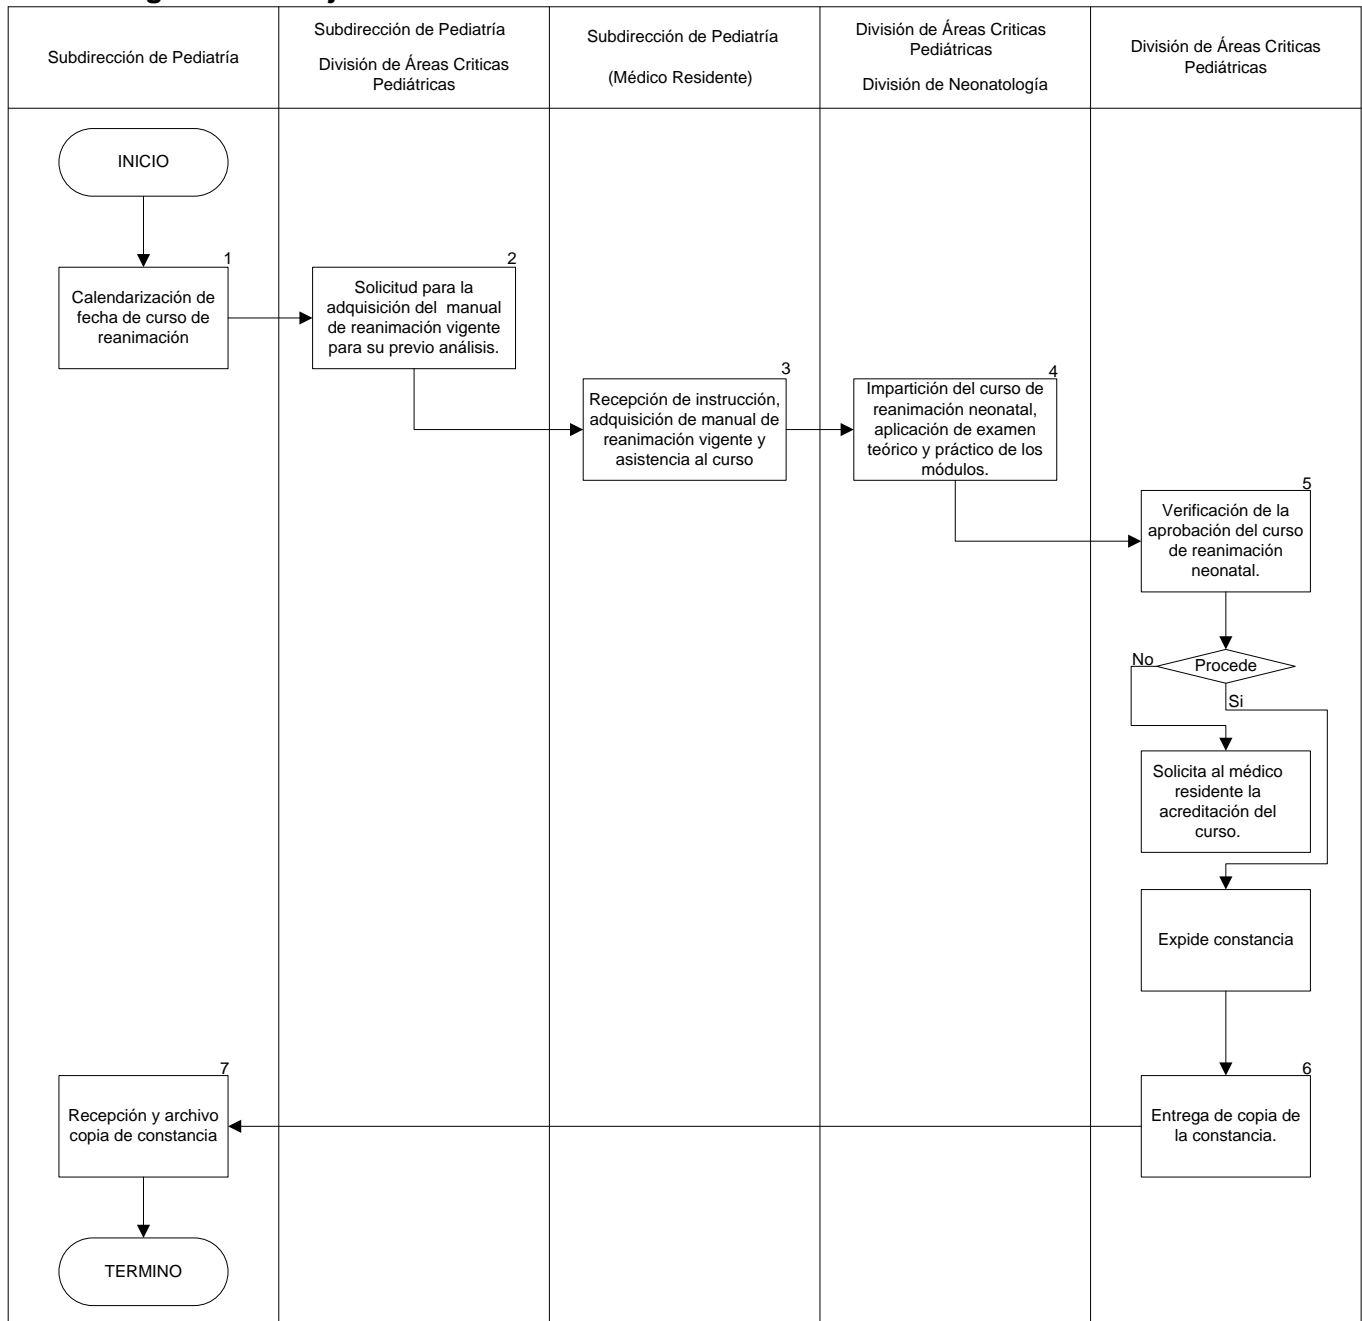 Subdirección de Pediatría
Subdirección de Pediatría
División de Áreas Criticas
Pediátricas
Subdirección de Pediatría
(Médico Residente)
División de Áreas Criticas
Pediátricas
División de Neonatología
División de Áreas Criticas
Pediátricas
INICIO
1
Calendarización de
fecha de curso de
reanimación
2
Solicitud para la
adquisición del manual
de reanimación vigente
para su previo análisis.
3
Recepción de instrucción,
adquisición de manual de
reanimación vigente y
asistencia al curso
4
Impartición del curso de
reanimación neonatal,
aplicación de examen
teórico y práctico de los
módulos.
5
Verificación de la
aprobación del curso
de reanimación
neonatal.
No
Procede
Si
Solicita al médico
residente la
acreditación del
curso.
Expide constancia
6
Entrega de copia de
la constancia.
7
Recepción y archivo
copia de constancia
TERMINO